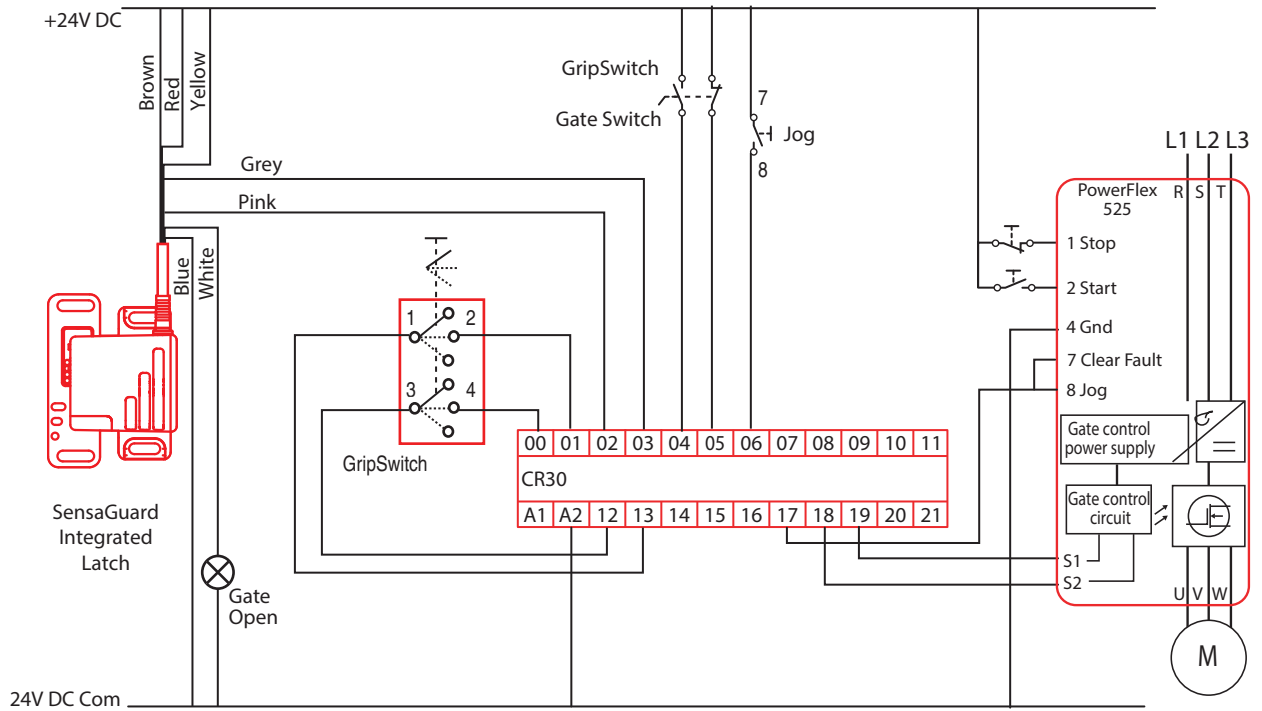 +24V DC
Brown
Red
Yellow
Grey
Pink
Blue
White
SensaGuard
Integrated
Latch
Gate
Open
24V DC Com
1 2
3 4
GripSwitch
GripSwitch
Gate Switch
7
Jog
8
00 01 02 03 04 05 06 07 08 09 10 11
CR30
A1 A2 12 13 14 15 16 17 18 19 20 21
L1 L2 L3
PowerFlex
525
R S T
1 Stop
2 Start
4 Gnd
7 Clear Fault
8 Jog
Gate control
power supply
Gate control
circuit
S1
S2
U V W
M